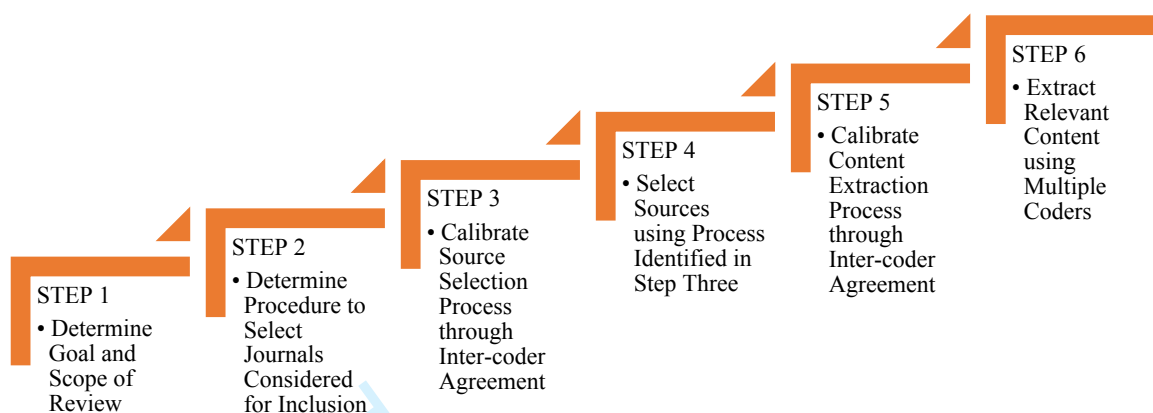 STEP 1
• Determine
Goal and
Scope of
Review
STEP 2
• Determine
Procedure to
Select
Journals
Considered
for Inclusion
STEP 3
• Calibrate
Source
Selection
Process
through
Inter-coder
Agreement
STEP 4
• Select
Sources
using Process
Identified in
Step Three
STEP 5
• Calibrate
Content
Extraction
Process
through
Inter-coder
Agreement
STEP 6
• Extract
Relevant
Content
using
Multiple
Coders